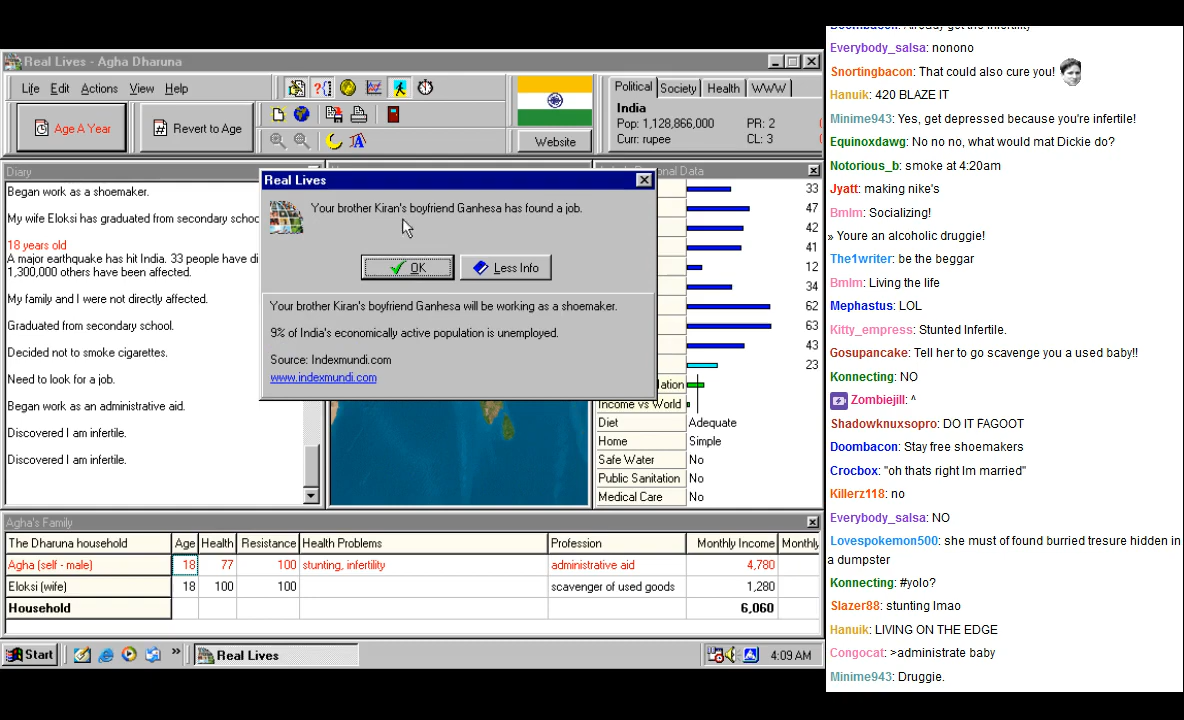 Real Lives - Agha Dharuna
Life Edit Actions View Help
Age A Year
Revert to Age
Website
Political Society Health WWW
India
Pop: 1,128,866,000 PR: 2
Curr: rupee CL: 3
Diary
Began work as a shoemaker.
My wife Eloksi has graduated from secondary schoo
18 years old
A major earthquake has hit India. 33 people have di
1,300,000 others have been affected.
My family and I were not directly affected.
Graduated from secondary school.
Decided not to smoke cigarettes.
Need to look for a job.
Began work as an administrative aid.
Discovered I am infertile.
Discovered I am infertile.
Real Lives
Your brother Kiran's boyfriend Ganhesa has found a job.
OK
Less Info
Your brother Kiran's boyfriend Ganhesa will be working as a shoemaker.
9% of India's economically active population is unemployed.
Source: Indexmundi.com
www.indexmundi.com
Data
33
47
42
41
12
34
62
63
43
23
lation
Income vs World
Diet Adequate
Home Simple
Safe Water No
Public Sanitation No
Medical Care No
Agha's Family
The Dharuna household Age Health Resistance Health Problems Profession Monthly Income Monthly
Agha (self - male) 18 77 100 stunting, infertility administrative aid 4,780
Eloksi (wife) 18 100 100 scavenger of used goods 1,280
Household 6,060
Start
Real Lives
4:09 AM
Doombacon: Already got the infertility
Everybody_salsa: nonono
Snortingbacon: That could also cure you!
Hanuik: 420 BLAZE IT
Minime943: Yes, get depressed because you're infertile!
Equinoxdawg: No no no, what would mat Dickie do?
Notorious_b: smoke at 4:20am
Jyatt: making nike's
Bmlm: Socializing!
» Youre an alcoholic druggie!
The1writer: be the beggar
Bmlm: Living the life
Mephastus: LOL
Kitty_empress: Stunted Infertile.
Gosupancake: Tell her to go scavenge you a used baby!!
Konnecting: NO
Zombiejill: ^
Shadowknuxsopro: DO IT FAGOOT
Doombacon: Stay free shoemakers
Crocbox: "oh thats right Im married"
Killerz118: no
Everybody_salsa: NO
Lovespokemon500: she must of found burried tresure hidden in
a dumpster
Konnecting: #yolo?
Slazer88: stunting lmao
Hanuik: LIVING ON THE EDGE
Congocat: >administrate baby
Minime943: Druggie.